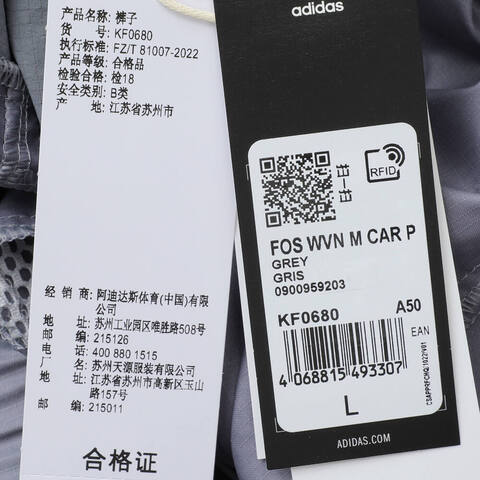 产品名称: 裤子
货 号: KF0680
执行标准: FZ/T 81007-2022
产品等级: 合格品
检验合格: 检18
安全类别: B类
产 地: 江苏省苏州市
经 销 商: 阿迪达斯体育(中国)有限
公司
地 址: 苏州工业园区唯胜路508号
邮 编: 215126
电 话: 400 880 1515
厂 名: 苏州天源服装有限公司
地 址: 江苏省苏州市高新区玉山
路157号
邮 编: 215011
合格证
adidas
RFID
FOS WVN M CAR P
GREY
GRIS
0900959203
KF0680 A50
EAN
4 068815 493307
L
CSAPPRFCHQ/1022V01
ADIDAS.COM